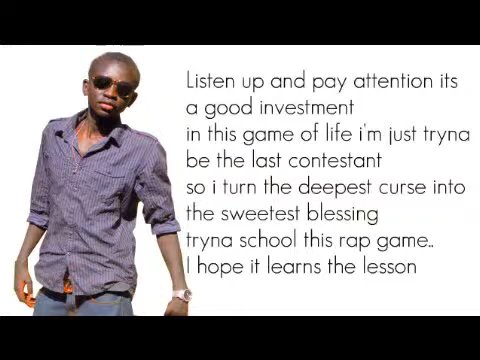 Listen up and pay attention its
a good investment
in this game of life i'm just tryna
be the last contestant
so i turn the deepest curse into
the sweetest blessing
tryna school this rap game..
I hope it learns the lesson